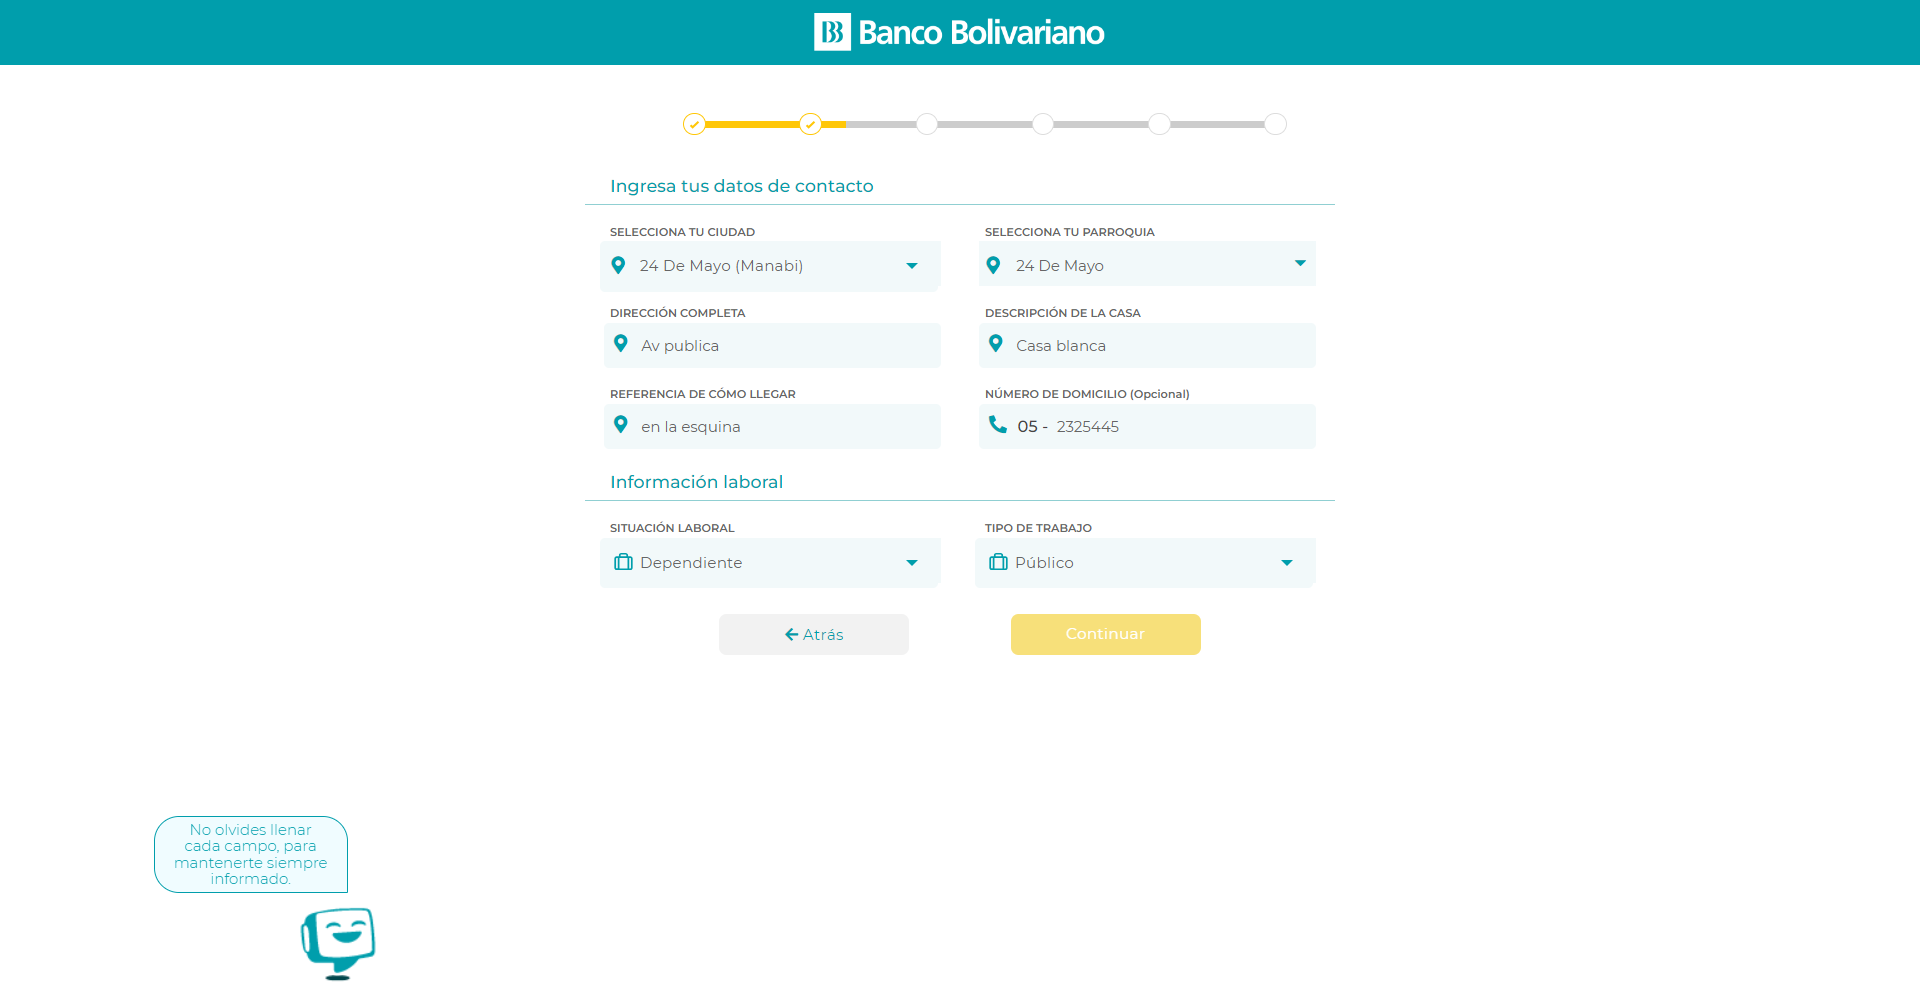 Banco Bolivariano
Ingresa tus datos de contacto
SELECCIONA TU CIUDAD
24 De Mayo (Manabi)
SELECCIONA TU PARROQUIA
24 De Mayo
DIRECCIÓN COMPLETA
Av publica
DESCRIPCIÓN DE LA CASA
Casa blanca
REFERENCIA DE CÓMO LLEGAR
en la esquina
NÚMERO DE DOMICILIO (Opcional)
05 - 2325445
Información laboral
SITUACIÓN LABORAL
Dependiente
TIPO DE TRABAJO
Público
Atrás
Continuar
No olvides llenar
cada campo, para
mantenerte siempre
informado.